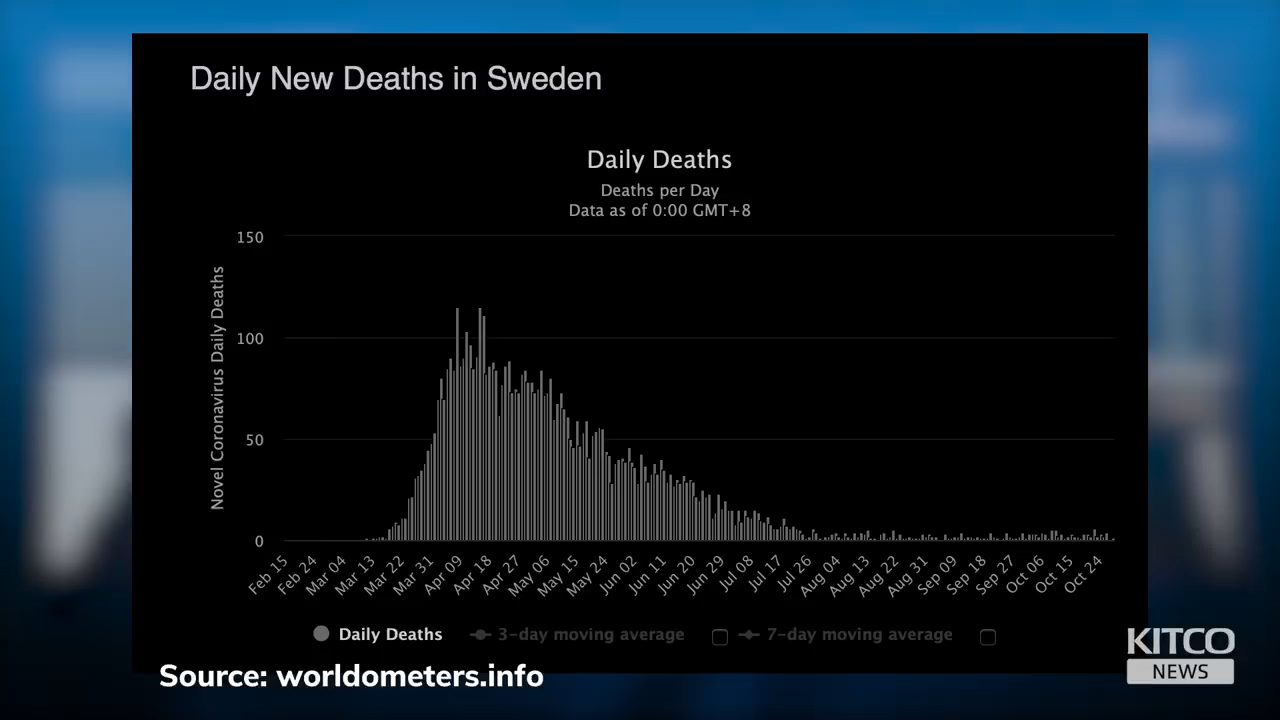 Daily New Deaths in Sweden
Daily Deaths
Deaths per Day
Data as of 0:00 GMT+8
Novel Coronavirus Daily Deaths
150
100
50
0
Feb 15
Feb 24
Mar 04
Mar 13
Mar 22
Mar 31
Apr 09
Apr 18
Apr 27
May 06
May 15
May 24
Jun 02
Jun 11
Jun 20
Jun 29
Jul 08
Jul 17
Jul 26
Aug 04
Aug 13
Aug 22
Aug 31
Sep 09
Sep 18
Sep 27
Oct 06
Oct 15
Oct 24
Daily Deaths 3-day moving average 7-day moving average
Source: worldometers.info
KITCO
NEWS